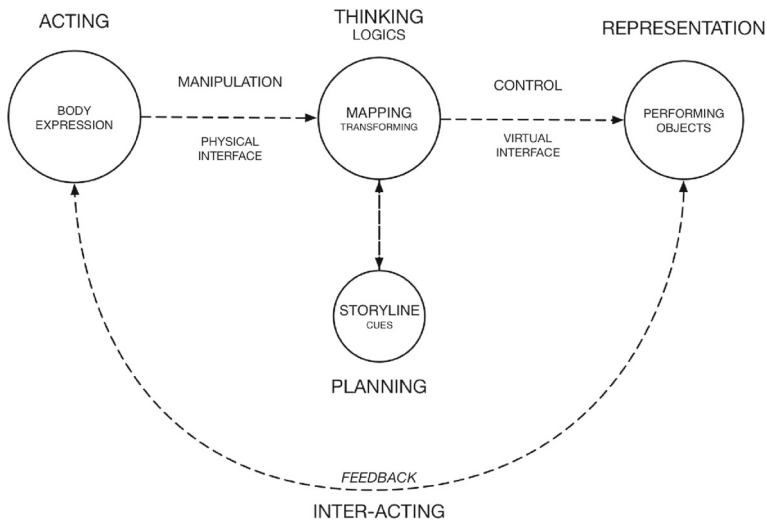 ACTING
THINKING
LOGICS
REPRESENTATION
BODY
EXPRESSION
MANIPULATION
PHYSICAL
INTERFACE
MAPPING
TRANSFORMING
CONTROL
VIRTUAL
INTERFACE
PERFORMING
OBJECTS
STORYLINE
CUES
PLANNING
FEEDBACK
INTER-ACTING